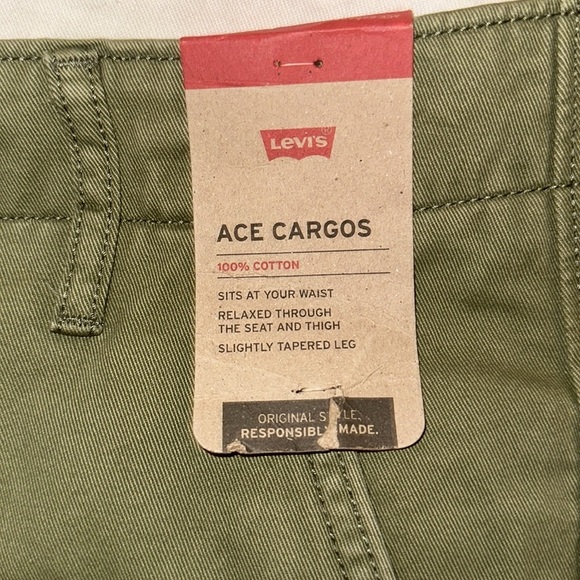 Levi's®
ACE CARGOS
100% COTTON
SITS AT YOUR WAIST
RELAXED THROUGH
THE SEAT AND THIGH
SLIGHTLY TAPERED LEG
ORIGINAL STYLE.
RESPONSIBLY MADE.